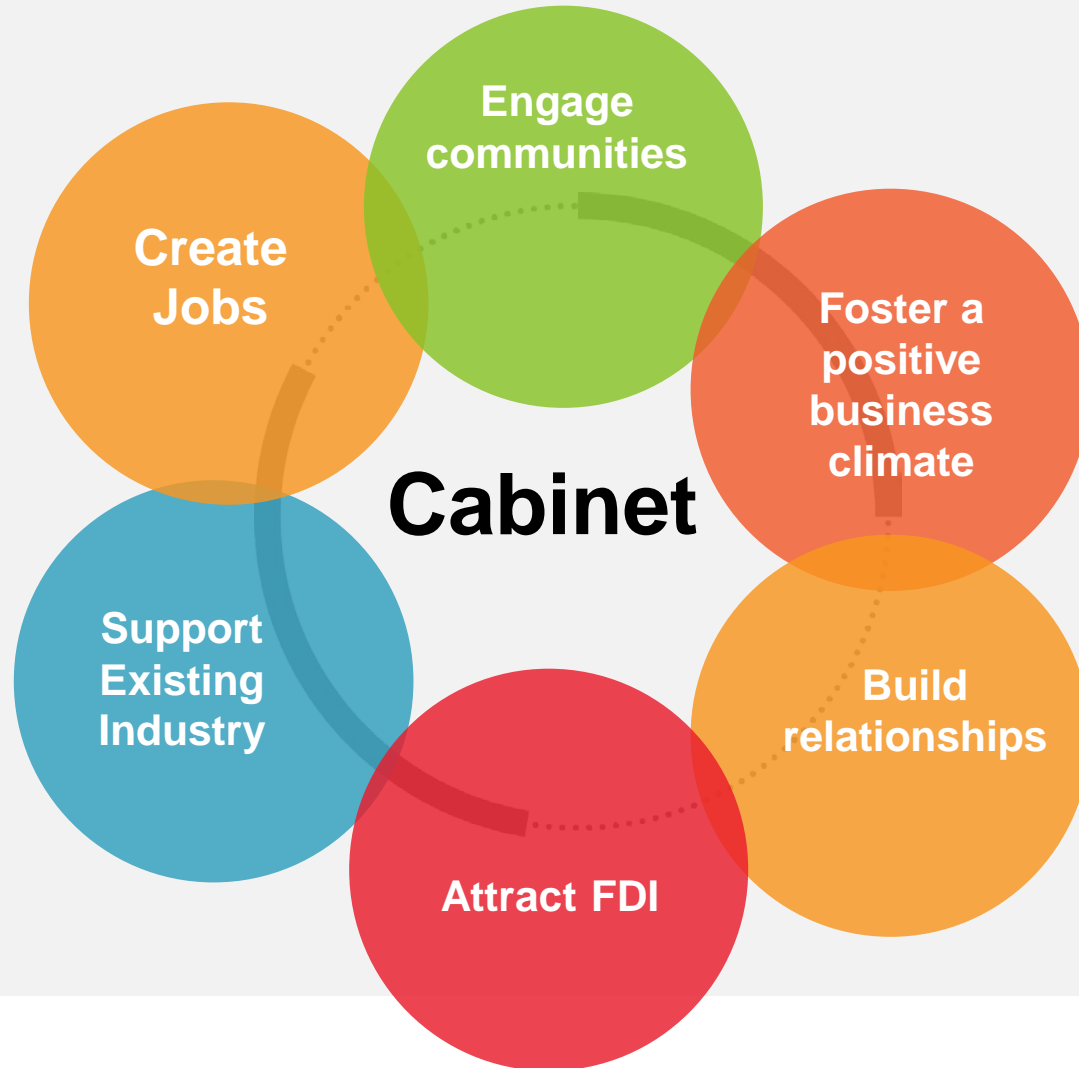 Engage
communities
Create
Jobs
Foster a
positive
business
climate
Cabinet
Support
Existing
Industry
Build
relationships
Attract FDI